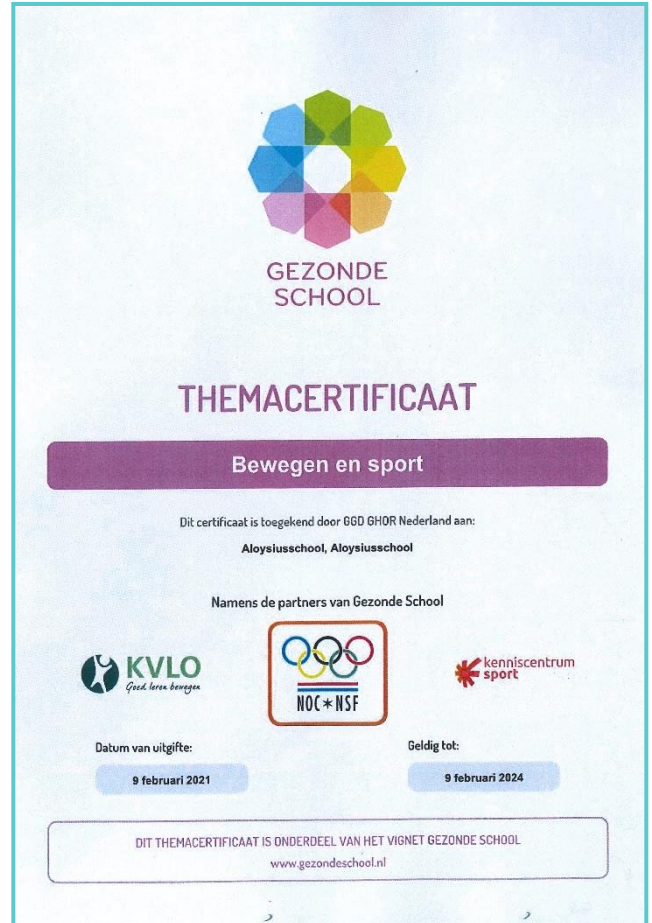 GEZONDE
SCHOOL
THEMACERTIFICAAT
Bewegen en sport
Dit certificaat is toegekend door GGD GHOR Nederland aan:
Aloysiusschool, Aloysiusschool
Namens de partners van Gezonde School
KVLO
Goed leren bewegen
NOC*NSF
kenniscentrum
sport
Datum van uitgifte:
Geldig tot:
9 februari 2021
9 februari 2024
DIT THEMACERTIFICAAT IS ONDERDEEL VAN HET VIGNET GEZONDE SCHOOL
www.gezondeschool.nl